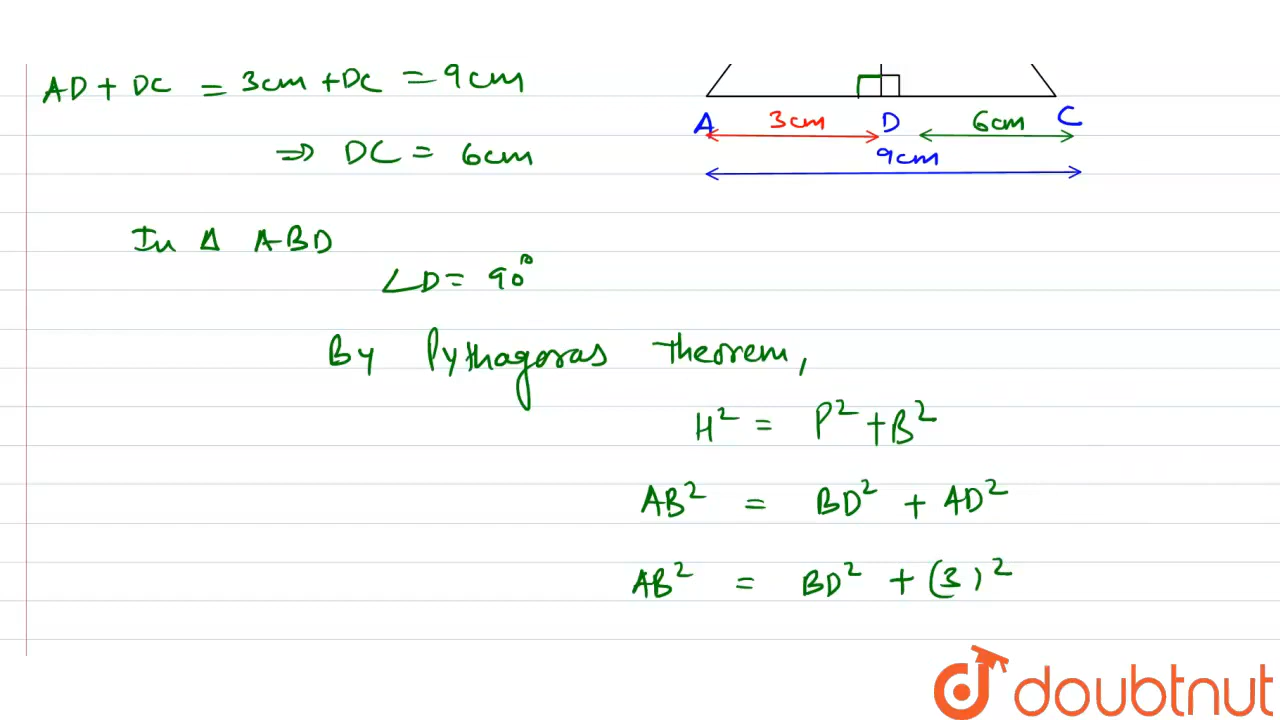 AD + DC = 3cm + DC = 9cm
⇒ DC = 6cm
A 3cm D 6cm C
9cm
In Δ ABD
∠D = 90°
By Pythagoras theorem,
H² = P² + B²
AB² = BD² + AD²
AB² = BD² + (3)²
doubtnut